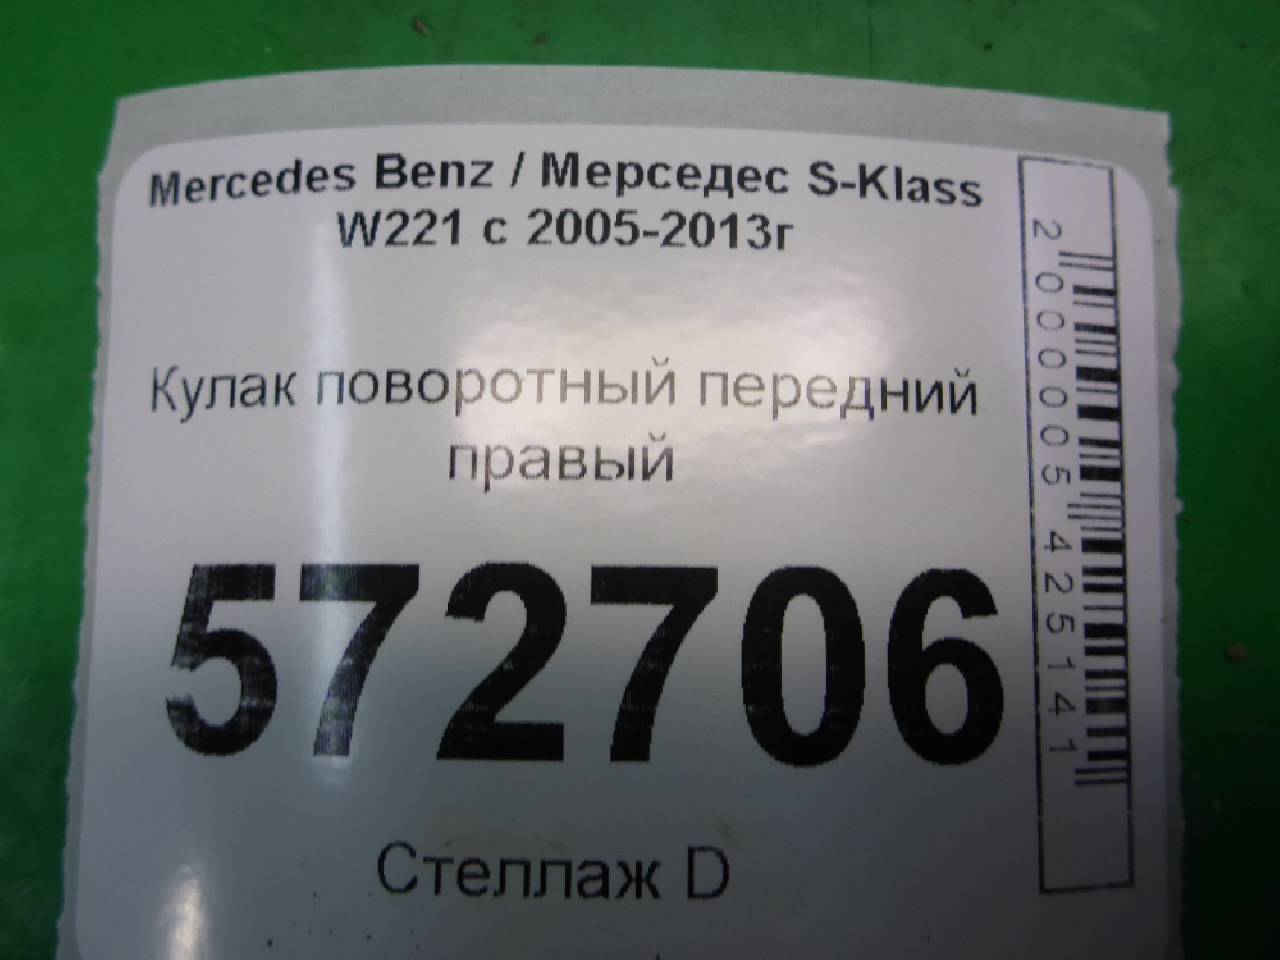 Mercedes Benz / Мерседес S-Klass
W221 с 2005-2013г
Кулак поворотный передний
правый
572706
Стеллаж D
2000005425141